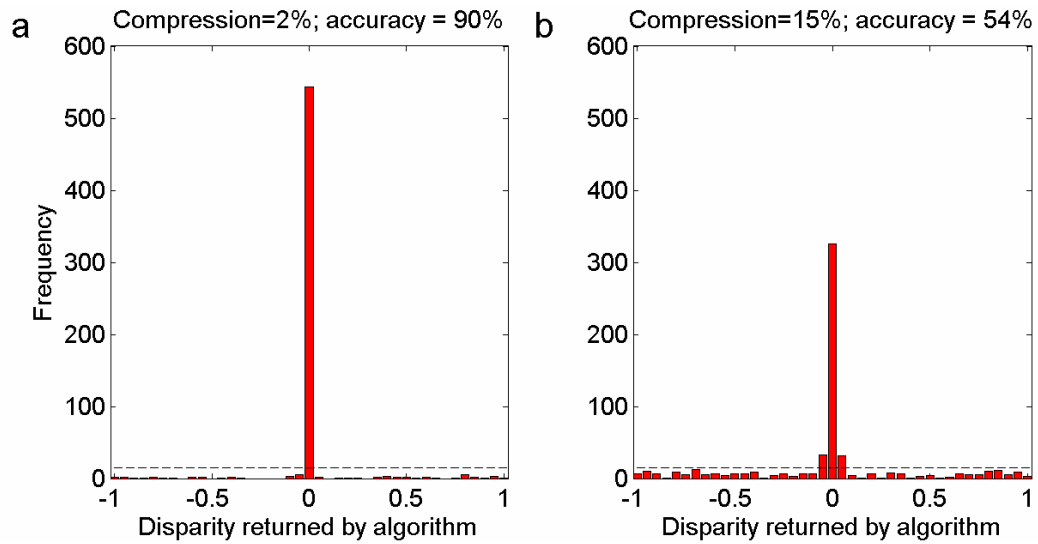 a
Compression=2%; accuracy = 90%
600
500
400
300
200
100
0
Frequency
-1 -0.5 0 0.5 1
Disparity returned by algorithm
b
Compression=15%; accuracy = 54%
600
500
400
300
200
100
0
-1 -0.5 0 0.5 1
Disparity returned by algorithm